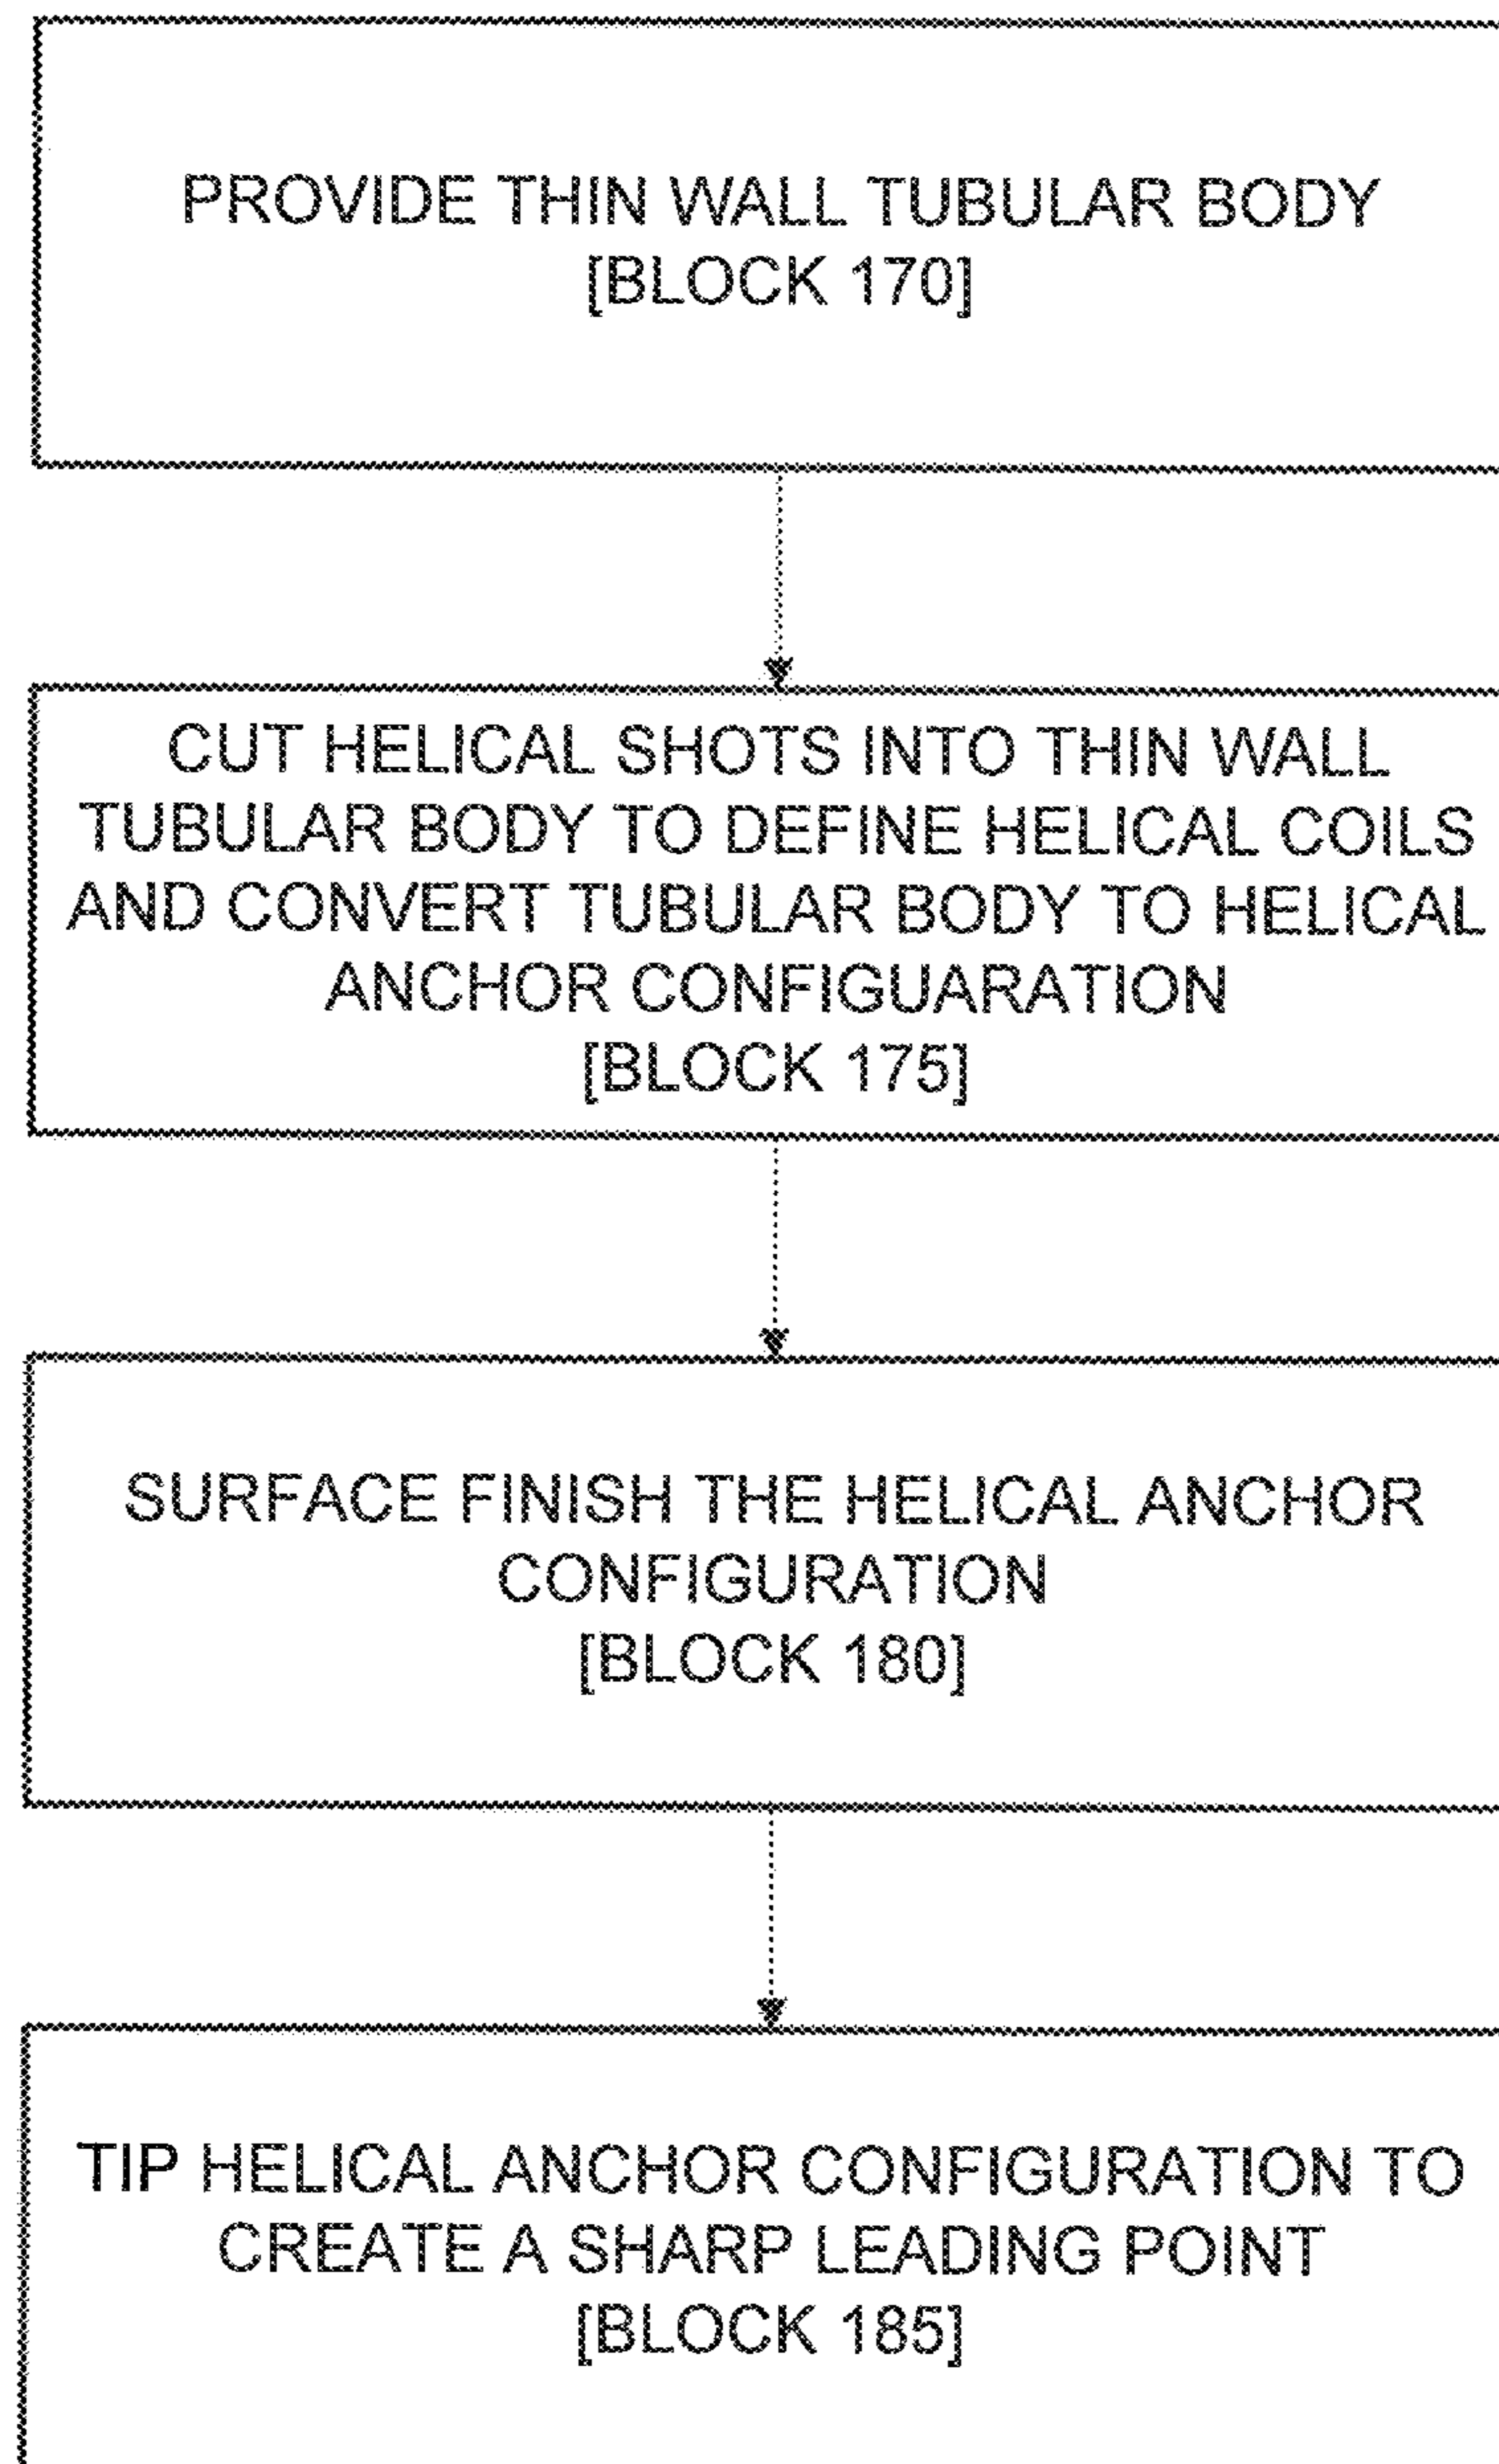 PROVIDE THIN WALL TUBULAR BODY
[BLOCK 170]
CUT HELICAL SHOTS INTO THIN WALL
TUBULAR BODY TO DEFINE HELICAL COILS
AND CONVERT TUBULAR BODY TO HELICAL
ANCHOR CONFIGUARATION
[BLOCK 175]
SURFACE FINISH THE HELICAL ANCHOR
CONFIGURATION
[BLOCK 180]
TIP HELICAL ANCHOR CONFIGURATION TO
CREATE A SHARP LEADING POINT
[BLOCK 185]